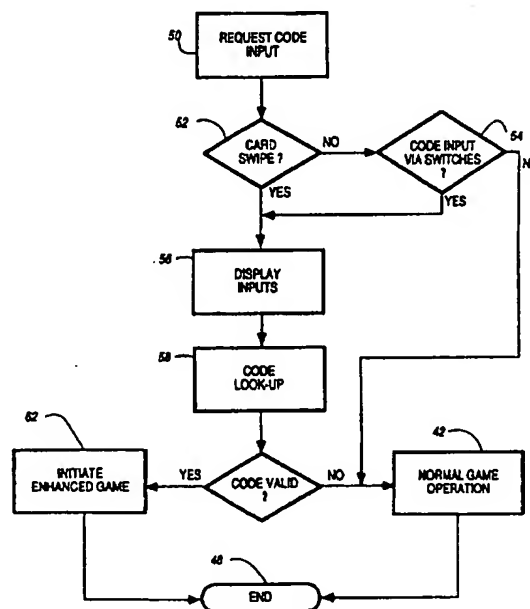 50
REQUEST CODE
INPUT
52
CARD
SWIPE ?
NO
54
CODE INPUT
VIA SWITCHES
?
N
YES
YES
56
DISPLAY
INPUTS
58
CODE
LOOK-UP
62
INITIATE
ENHANCED GAME
YES
CODE VALID
?
NO
42
NORMAL GAME
OPERATION
48
END